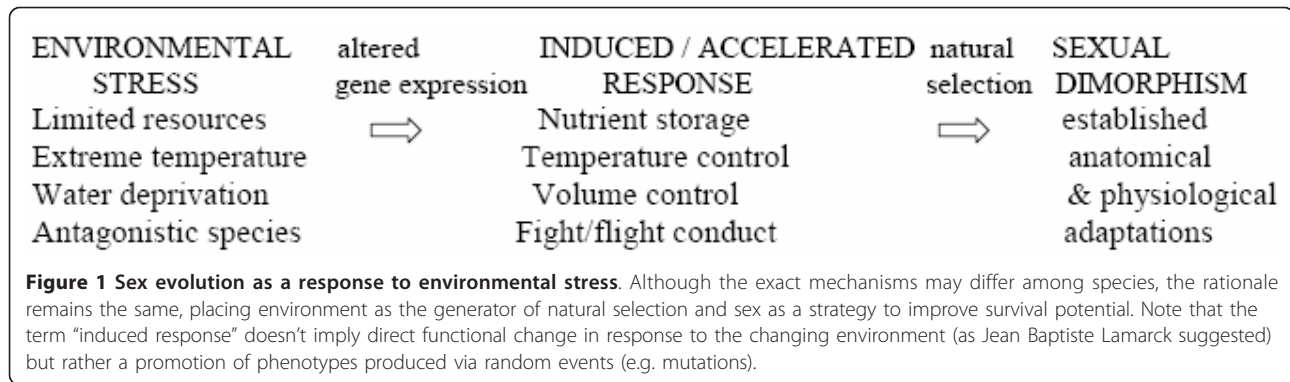 ENVIRONMENTAL altered INDUCED / ACCELERATED natural SEXUAL
STRESS gene expression RESPONSE selection DIMORPHISM
Limited resources ⇨ Nutrient storage ⇨ established
Extreme temperature Temperature control anatomical
Water deprivation Volume control & physiological
Antagonistic species Fight/flight conduct adaptations
Figure 1 Sex evolution as a response to environmental stress. Although the exact mechanisms may differ among species, the rationale
remains the same, placing environment as the generator of natural selection and sex as a strategy to improve survival potential. Note that the
term “induced response” doesn’t imply direct functional change in response to the changing environment (as Jean Baptiste Lamarck suggested)
but rather a promotion of phenotypes produced via random events (e.g. mutations).